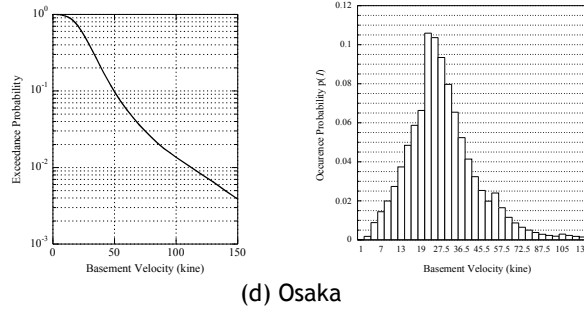 10^0
10^-1
10^-2
10^-3
Exceedance Probability
0 50 100 150
Basement Velocity (kine)
0.12
0.1
0.08
0.06
0.04
0.02
0
Occurence Probability p(I)
1 7 13 19 27.5 36.5 45.5 57.5 72.5 87.5 105 13
Basement Velocity (kine)
(d) Osaka